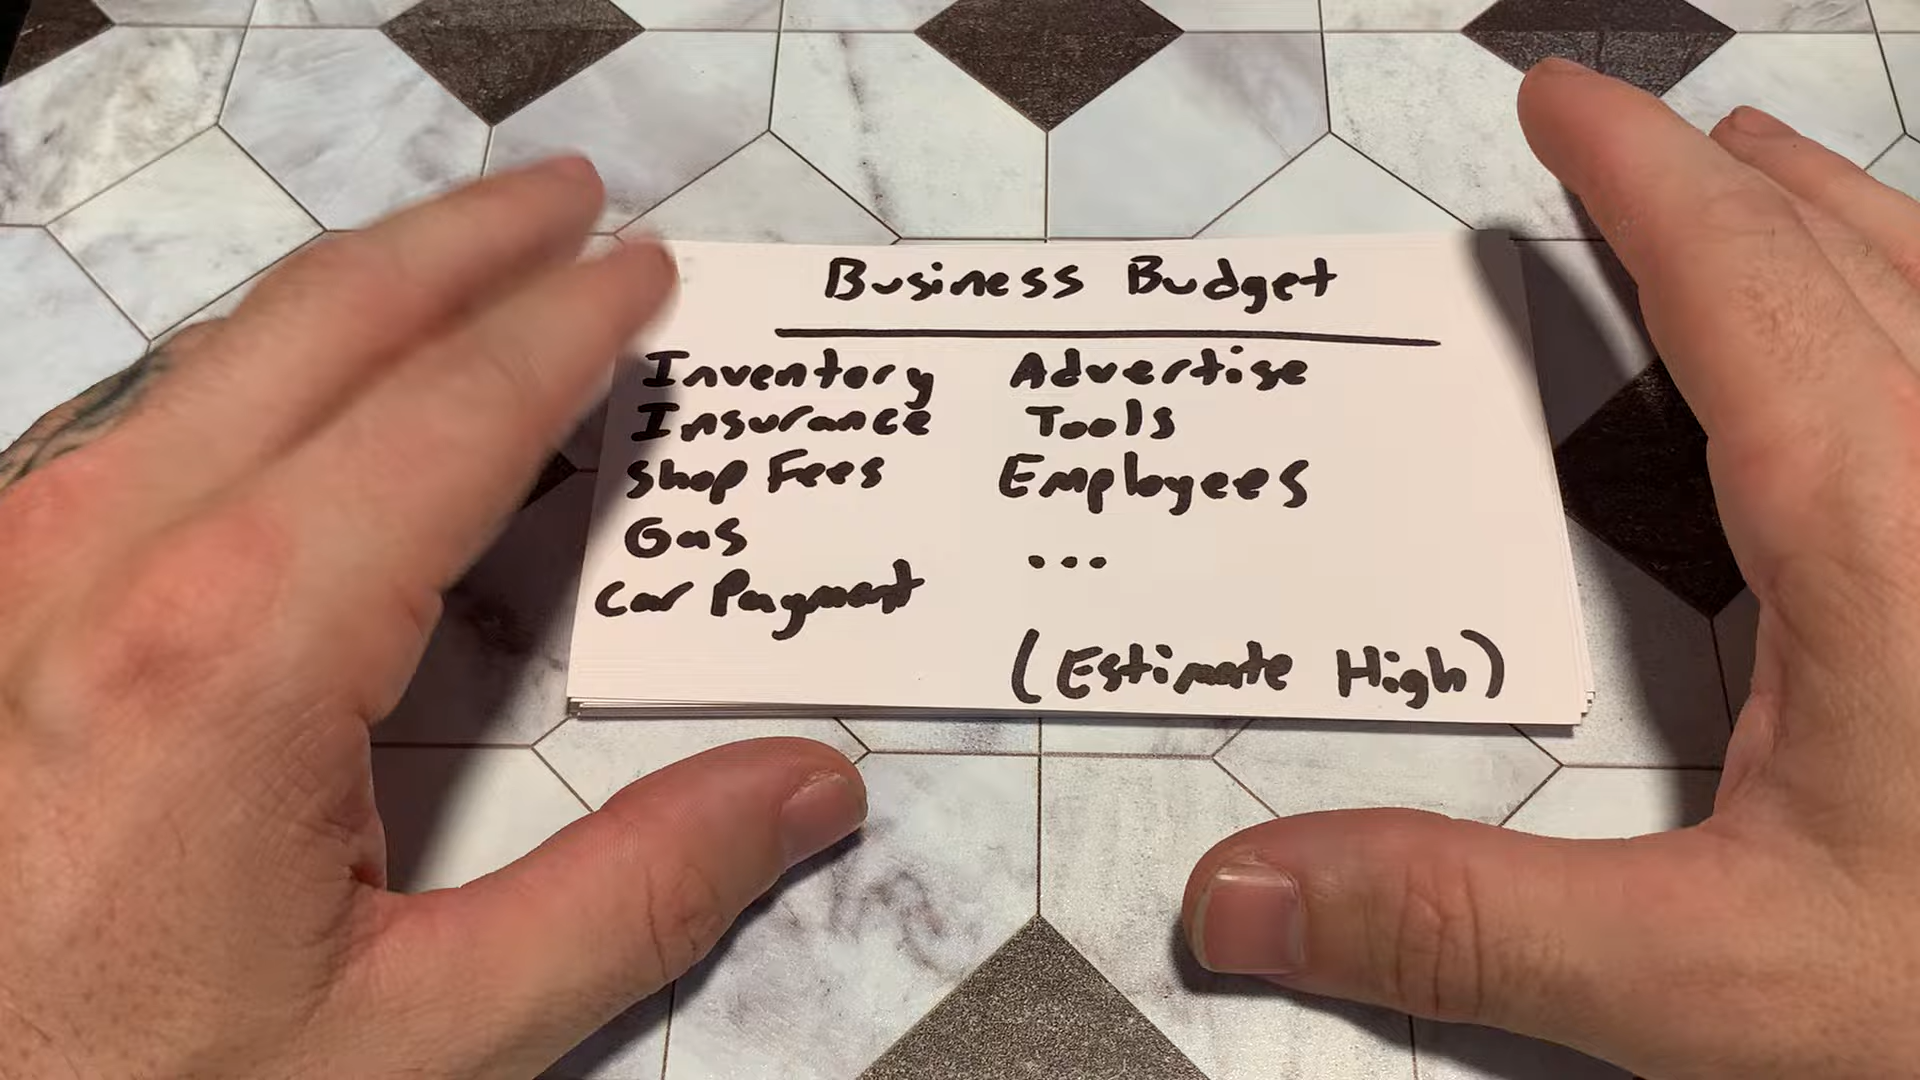 Business Budget
Inventory
Insurance
Shop Fees
Gas
Car Payment
Advertise
Tools
Employees
...
(Estimate High)